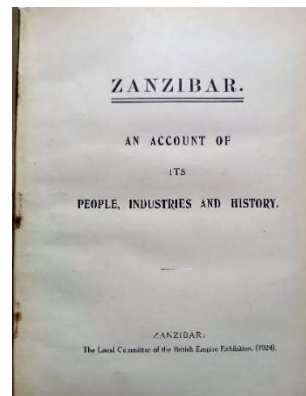 ZANZIBAR.
AN ACCOUNT OF
ITS
PEOPLE, INDUSTRIES AND HISTORY.
ZANZIBAR:
The Local Committee of the British Empire Exhibition, (1924).